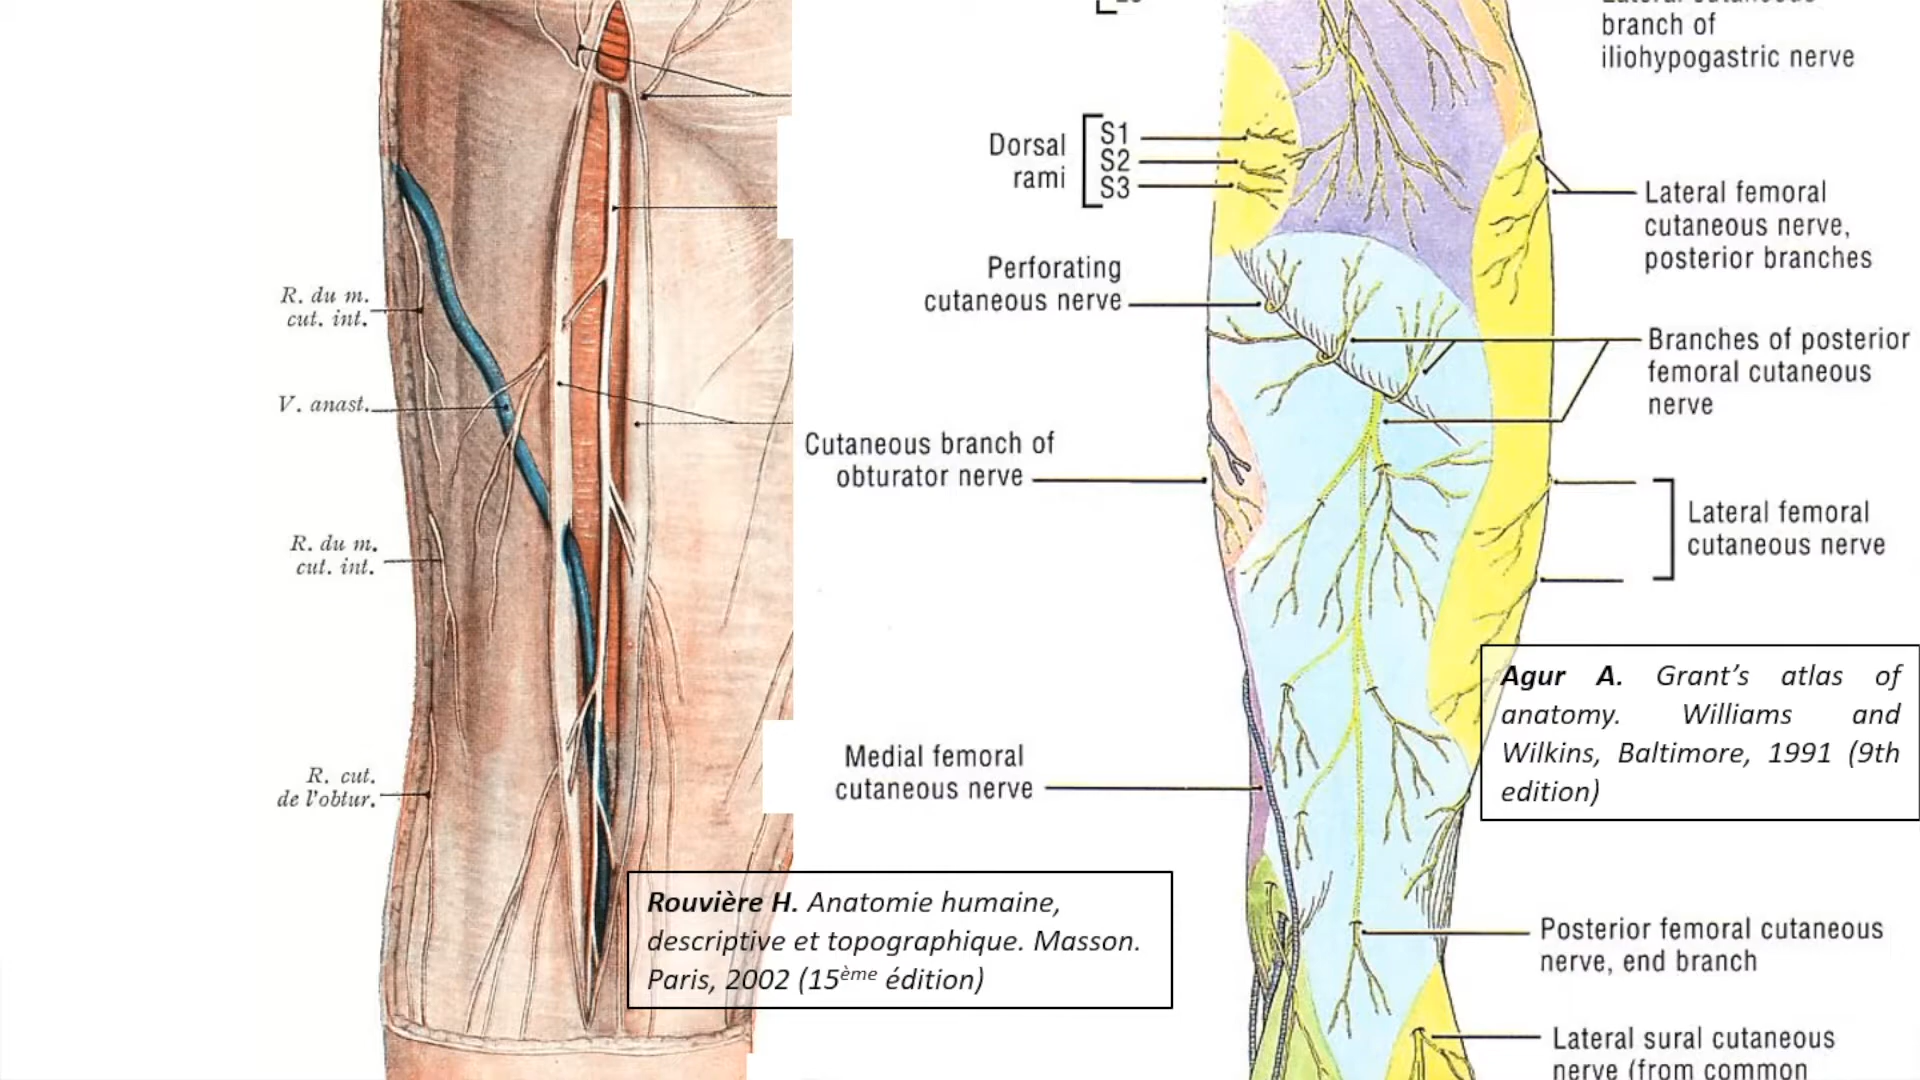 R. du m.
cut. int.
V. anast.
R. du m.
cut. int.
R. cut.
de l'obtur.
Rouvière H. Anatomie humaine,
descriptive et topographique. Masson.
Paris, 2002 (15ème édition)
branch of
iliohypogastric nerve
Dorsal
rami
S1
S2
S3
Lateral femoral
cutaneous nerve,
posterior branches
Perforating
cutaneous nerve
Branches of posterior
femoral cutaneous
nerve
Cutaneous branch of
obturator nerve
Lateral femoral
cutaneous nerve
Agur A. Grant's atlas of
anatomy. Williams and
Wilkins, Baltimore, 1991 (9th
edition)
Medial femoral
cutaneous nerve
Posterior femoral cutaneous
nerve, end branch
Lateral sural cutaneous
nerve (from common